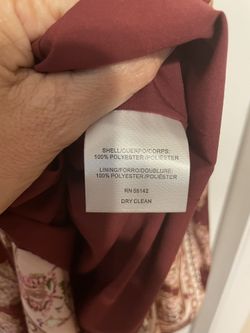 SHELL/CUERPO/CORPS:
100% POLYESTER/POLIÉSTER
LINING/FORRO/DOUBLURE:
100% POLYESTER/POLIÉSTER
RN 55142
DRY CLEAN